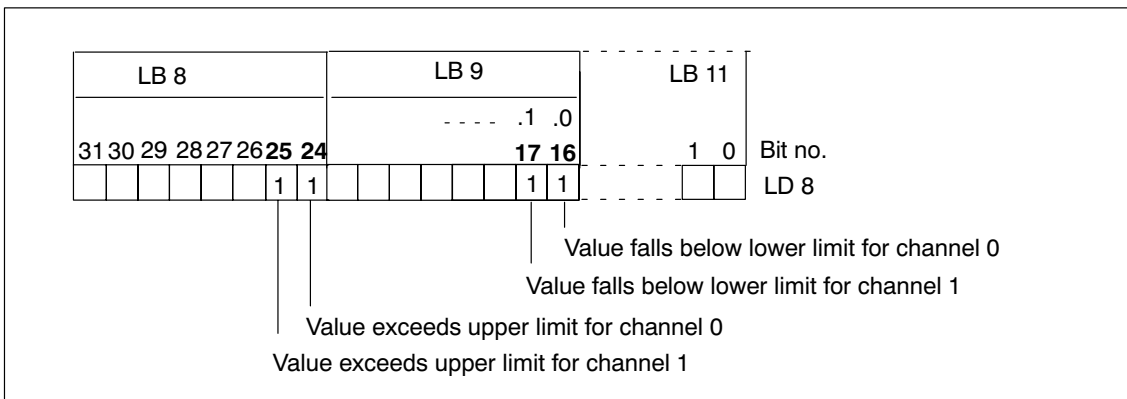 LB 8 LB 9 LB 11
- - - - .1 .0
31 30 29 28 27 26 25 24 17 16 1 0 Bit no.
1 1 1 1 LD 8
Value falls below lower limit for channel 0
Value falls below lower limit for channel 1
Value exceeds upper limit for channel 0
Value exceeds upper limit for channel 1